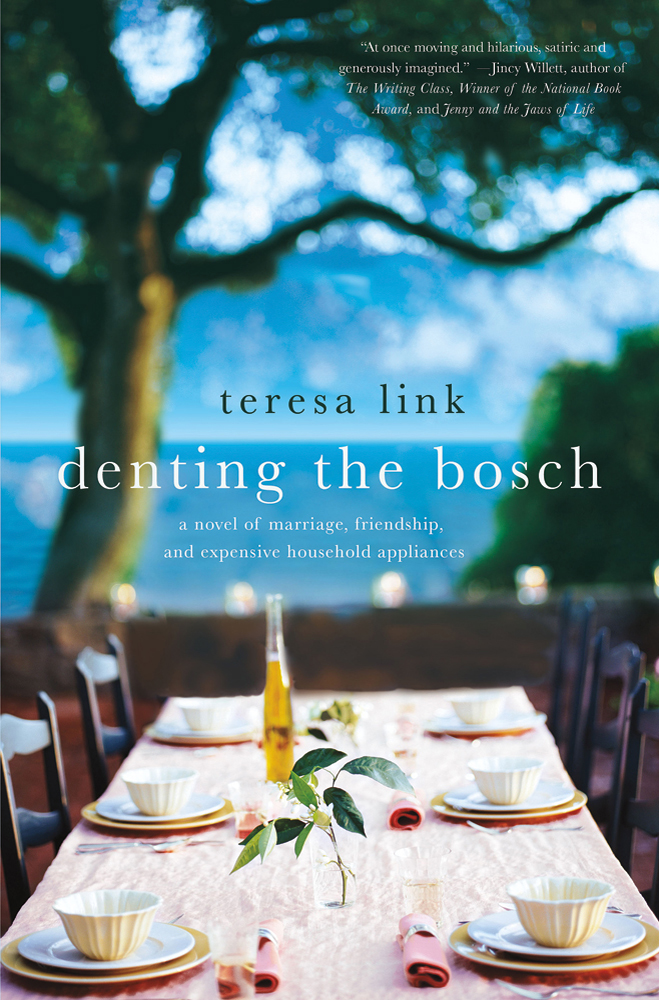 “At once moving and hilarious, satiric and
generously imagined.” —Jincy Willett, author of
The Writing Class, Winner of the National Book
Award, and Jenny and the Jaws of Life
teresa link
denting the bosch
a novel of marriage, friendship,
and expensive household appliances